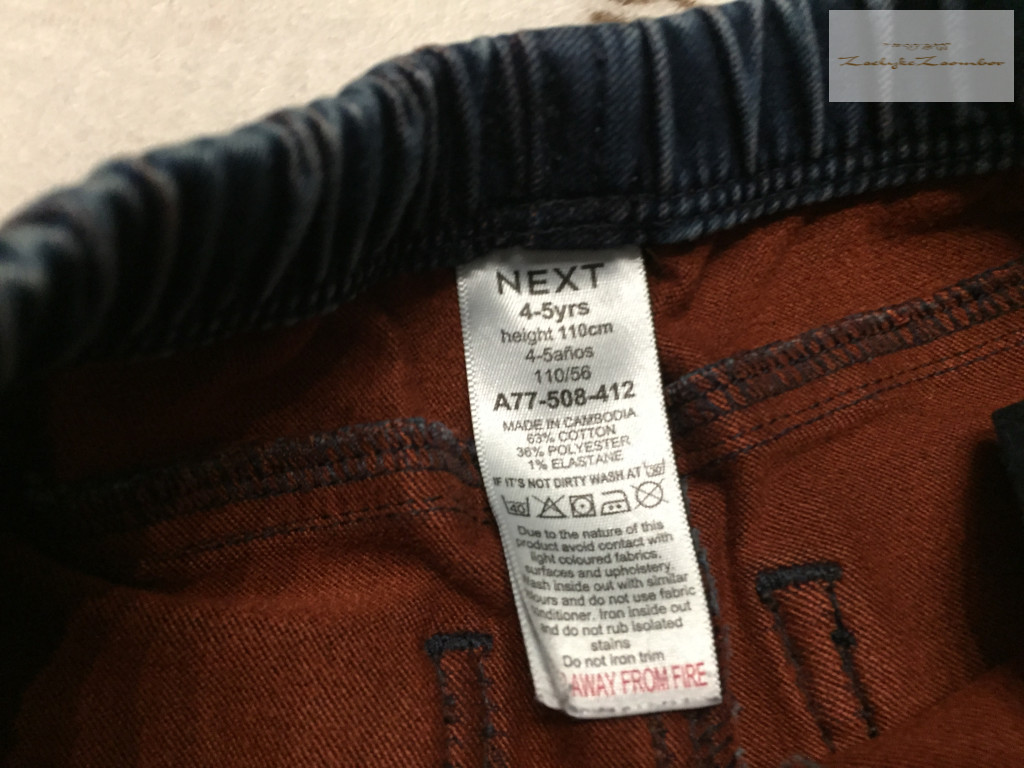 NEXT
4-5yrs
height 110cm
4-5años
110/56
A77-508-412
MADE IN CAMBODIA
63% COTTON
36% POLYESTER
1% ELASTANE
IF IT'S NOT DIRTY WASH AT
40
Due to the nature of this
product avoid contact with
light coloured fabrics,
surfaces and upholstery.
ash inside out with similar
ours and do not use fabric
nditioner. Iron inside out
and do not rub isolated
stains
Do not iron trim
AWAY FROM FIRE